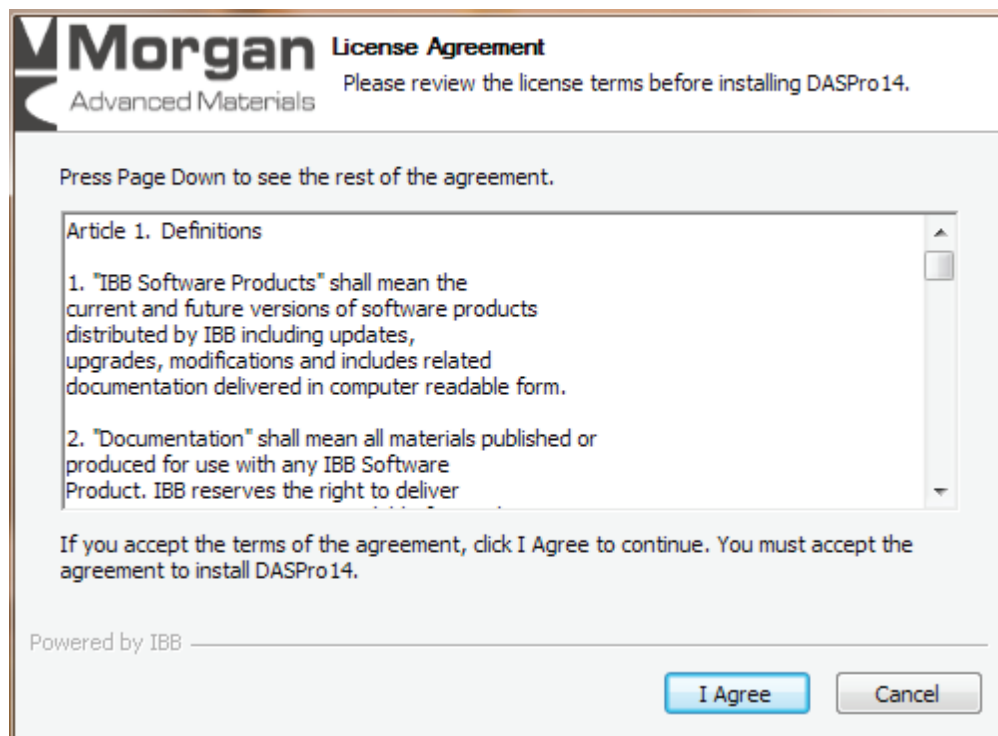 Morgan
Advanced Materials
License Agreement
Please review the license terms before installing DASPro14.
Press Page Down to see the rest of the agreement.
Article 1. Definitions
1. "IBB Software Products" shall mean the
current and future versions of software products
distributed by IBB including updates,
upgrades, modifications and includes related
documentation delivered in computer readable form.
2. "Documentation" shall mean all materials published or
produced for use with any IBB Software
Product. IBB reserves the right to deliver
If you accept the terms of the agreement, click I Agree to continue. You must accept the
agreement to install DASPro14.
Powered by IBB
I Agree
Cancel